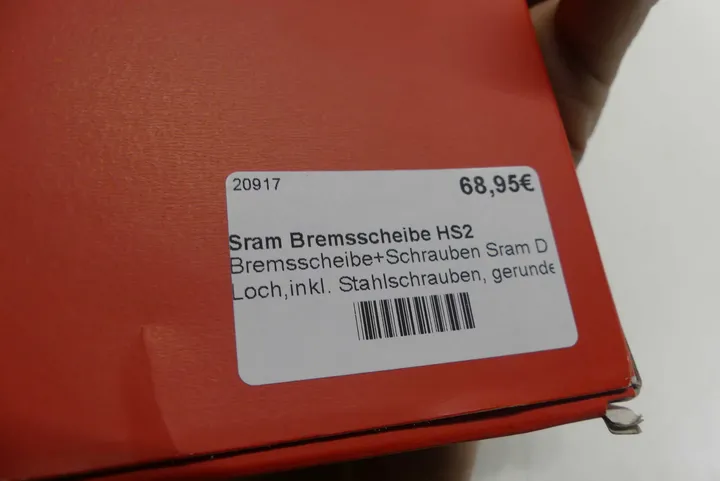 20917 68,95€
Sram Bremsscheibe HS2
Bremsscheibe+Schrauben Sram D
Loch,inkl. Stahlschrauben, gerunde